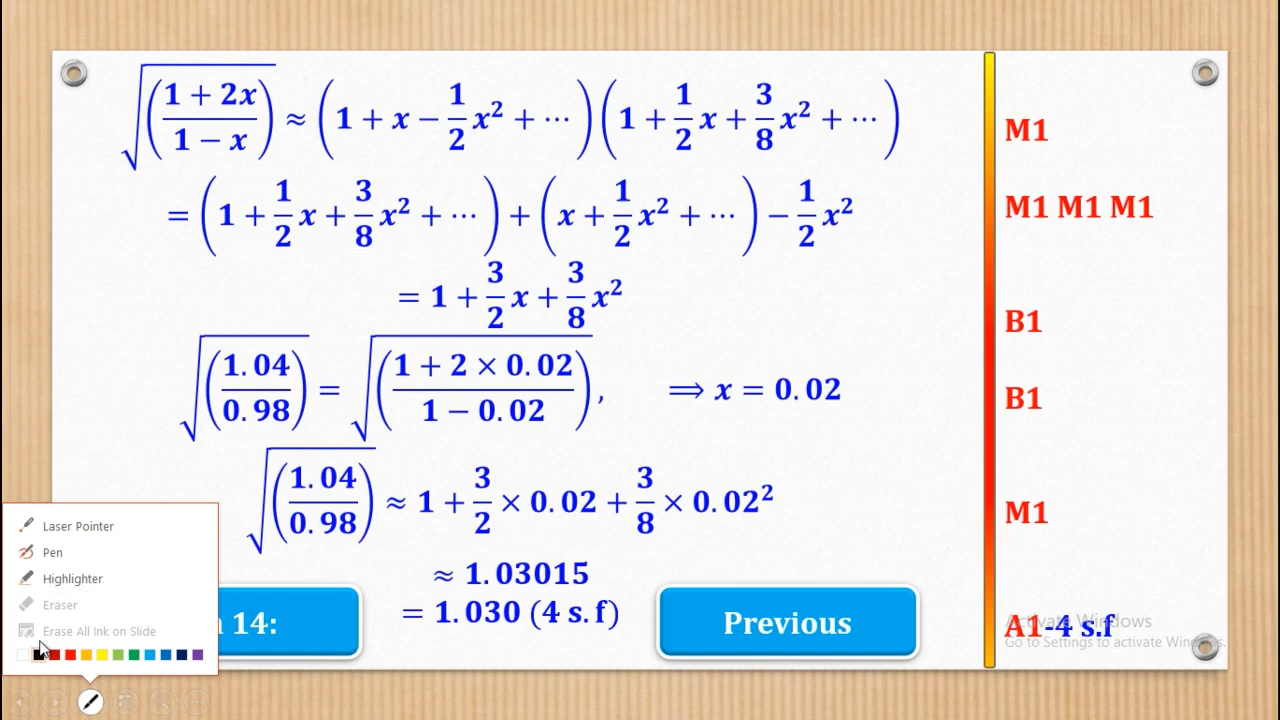 √((1 + 2x)/(1 − x)) ≈ (1 + x − 1/2 x² + ⋯)(1 + 1/2 x + 3/8 x² + ⋯)
M1
= (1 + 1/2 x + 3/8 x² + ⋯) + (x + 1/2 x² + ⋯) − 1/2 x²
M1 M1 M1
= 1 + 3/2 x + 3/8 x²
B1
√(1.04/0.98) = √((1 + 2 × 0.02)/(1 − 0.02)), ⟹ x = 0.02
B1
√(1.04/0.98) ≈ 1 + 3/2 × 0.02 + 3/8 × 0.02²
M1
≈ 1.03015
= 1.030 (4 s.f)
A1-4 s.f
14:
Previous
Laser Pointer
Pen
Highlighter
Eraser
Erase All Ink on Slide
Activate Windows
Go to Settings to activate Windows.